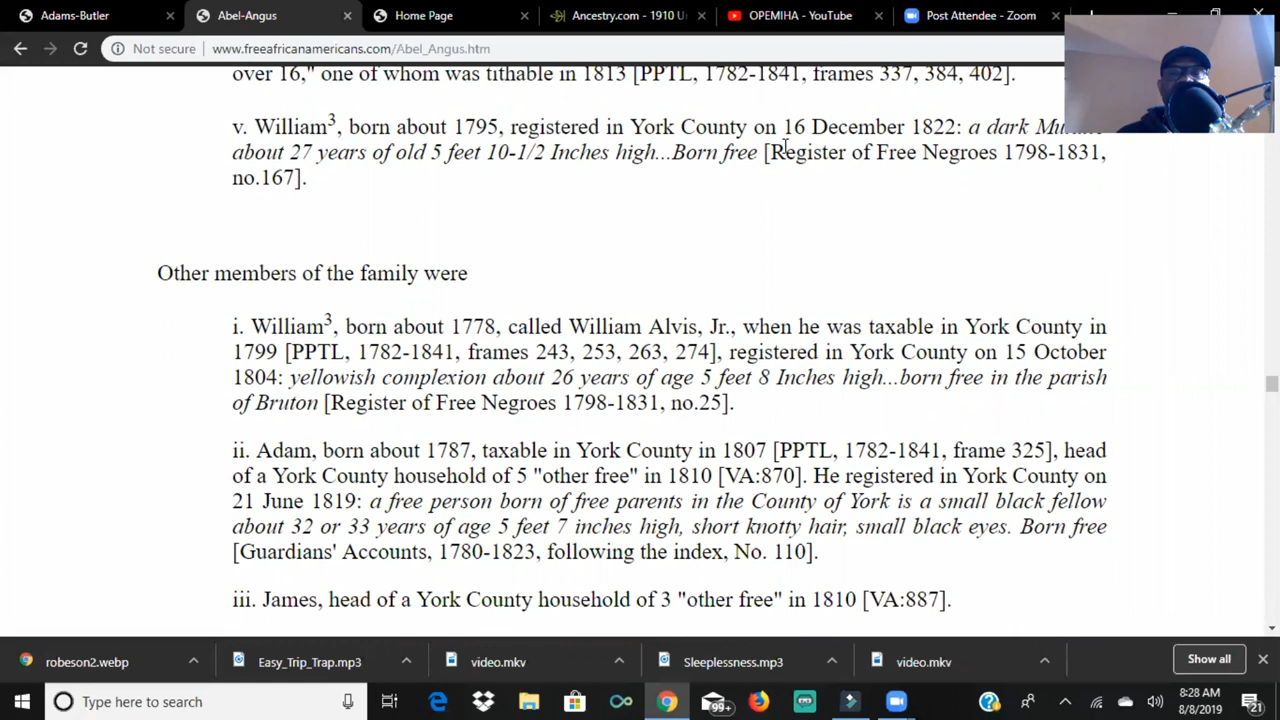 Adams-Butler
Abel-Angus
Home Page
Ancestry.com - 1910 U
OPEMIHA - YouTube
Post Attendee - Zoom
Not secure
www.freeafricanamericans.com/Abel_Angus.htm
over 16," one of whom was tithable in 1813 [PPTL, 1782-1841, frames 337, 384, 402].
v. William3, born about 1795, registered in York County on 16 December 1822: a dark
about 27 years of old 5 feet 10-1/2 Inches high...Born free [Register of Free Negroes 1798-1831,
no.167].
Other members of the family were
i. William3, born about 1778, called William Alvis, Jr., when he was taxable in York County in
1799 [PPTL, 1782-1841, frames 243, 253, 263, 274], registered in York County on 15 October
1804: yellowish complexion about 26 years of age 5 feet 8 Inches high...born free in the parish
of Bruton [Register of Free Negroes 1798-1831, no.25].
ii. Adam, born about 1787, taxable in York County in 1807 [PPTL, 1782-1841, frame 325], head
of a York County household of 5 "other free" in 1810 [VA:870]. He registered in York County on
21 June 1819: a free person born of free parents in the County of York is a small black fellow
about 32 or 33 years of age 5 feet 7 inches high, short knotty hair, small black eyes. Born free
[Guardians' Accounts, 1780-1823, following the index, No. 110].
iii. James, head of a York County household of 3 "other free" in 1810 [VA:887].
robeson2.webp
Easy_Trip_Trap.mp3
video.mkv
Sleeplessness.mp3
video.mkv
Show all
Type here to search
99+
8:28 AM
8/8/2019
21